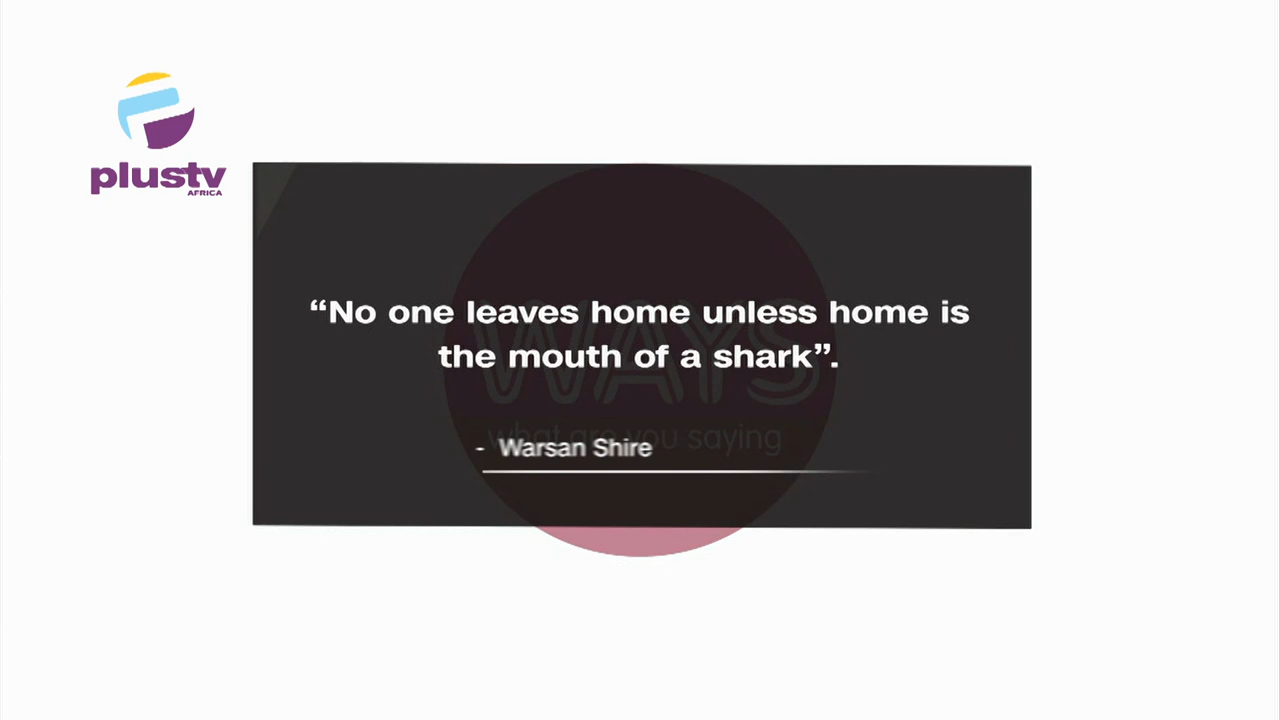 plustv
AFRICA
“No one leaves home unless home is
the mouth of a shark”.
WAYS
what are you saying
- Warsan Shire